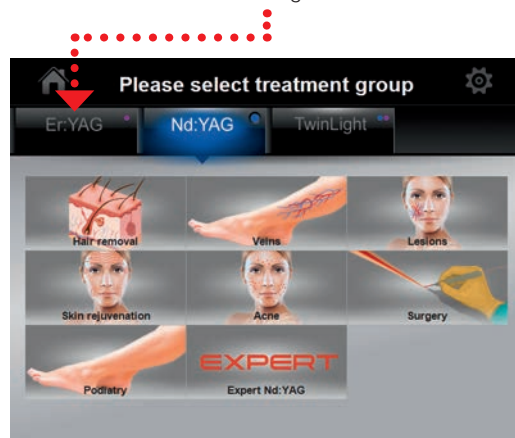 Please select treatment group
Er:YAG
Nd:YAG
TwinLight
Hair removal
Veins
Lesions
Skin rejuvenation
Acne
Surgery
Podiatry
EXPERT
Expert Nd:YAG